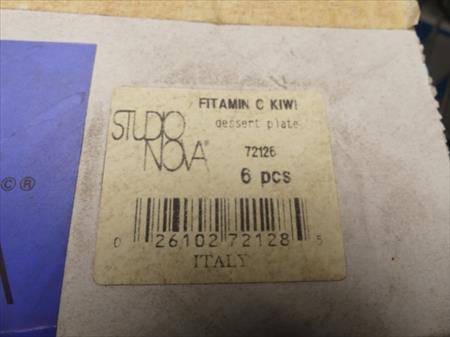 FITAMIN C KIWI
dessert plate
STUDIO
NOVA®
72126
6 pcs
0 26102 72128 5
ITALY
©®